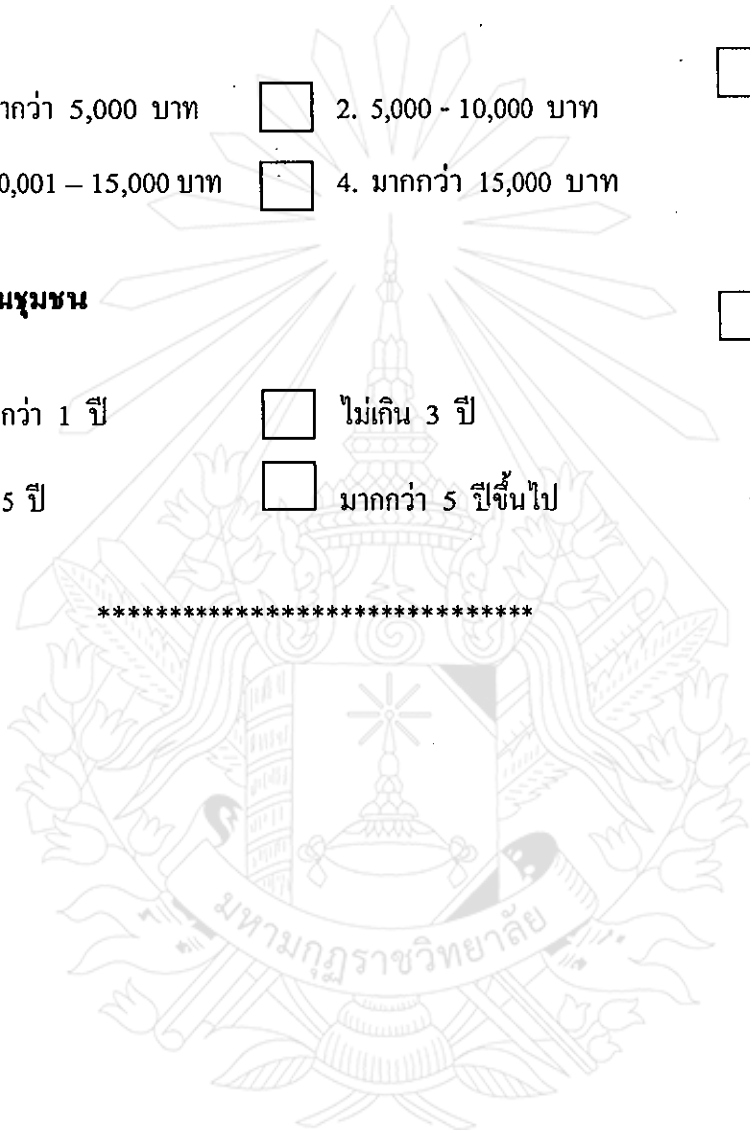 กว่า 5,000 บาท 2. 5,000 - 10,000 บาท
0,001 – 15,000 บาท 4. มากกว่า 15,000 บาท
ชุมชน
กว่า 1 ปี ไม่เกิน 3 ปี
5 ปี มากกว่า 5 ปีขึ้นไป
*********************************
มหามกุฏราชวิทยาลัย